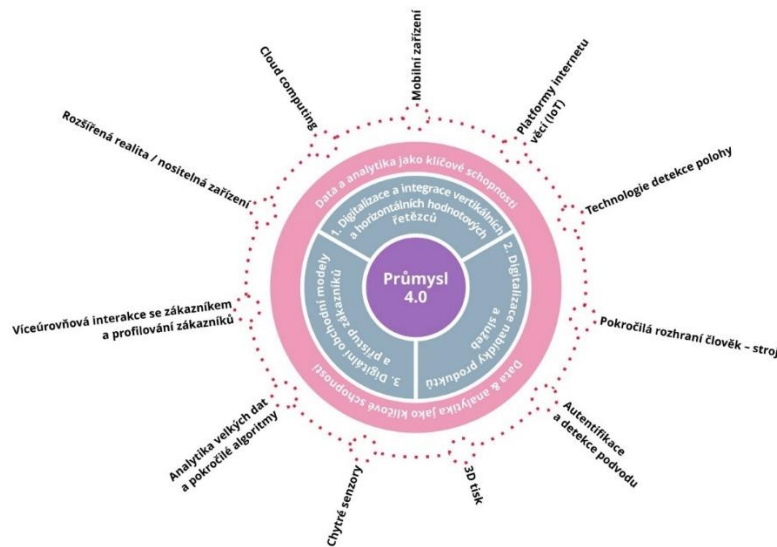 Mobilní zařízení
Platformy internetu
věcí (IoT)
Technologie detekce polohy
Pokročilá rozhraní člověk – stroj
Autentifikace
a detekce podvodu
3D tisk
Chytré senzory
Analytika velkých dat
a pokročilé algoritmy
Víceúrovňová interakce se zákazníkem
a profilování zákazníků
Rozšířená realita / nositelná zařízení
Cloud computing
Data a analytika jako klíčové schopnosti
1. Digitalizace a integrace vertikálních
a horizontálních hodnotových
řetězců
2. Digitalizace nabídky produktů
a služeb
3. Digitální obchodní modely
a přístup zákazníků
Data & analytika jako klíčové schopnosti
Průmysl
4.0